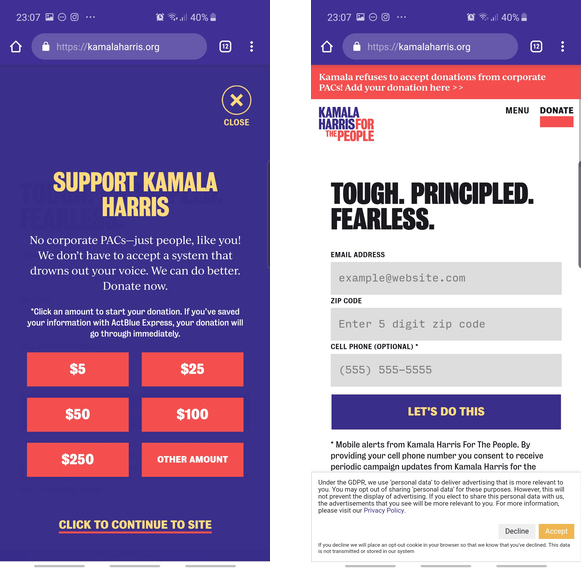 23:07
40%
https://kamalaharris.org
12
CLOSE
SUPPORT KAMALA
HARRIS
No corporate PACs—just people, like you!
We don't have to accept a system that
drowns out your voice. We can do better.
Donate now.
*Click an amount to start your donation. If you've saved
your information with ActBlue Express, your donation will
go through immediately.
$5
$25
$50
$100
$250
OTHER AMOUNT
CLICK TO CONTINUE TO SITE
23:07
40%
https://kamalaharris.org
12
Kamala refuses to accept donations from corporate
PACs! Add your donation here >>
KAMALA
HARRIS FOR
THE PEOPLE
MENU
DONATE
TOUGH. PRINCIPLED.
FEARLESS.
EMAIL ADDRESS
example@website.com
ZIP CODE
Enter 5 digit zip code
CELL PHONE (OPTIONAL) *
(555) 555-5555
LET'S DO THIS
* Mobile alerts from Kamala Harris For The People. By
providing your cell phone number you consent to receive
periodic campaign updates from Kamala Harris for the
Under the GDPR, we use 'personal data' to deliver advertising that is more relevant to
you. You may opt out of sharing 'personal data' for these purposes. However, this will
not prevent the display of advertising. If you elect to share this personal data with us,
the advertisements that you see will be more relevant to you. For more information,
please visit our Privacy Policy.
Decline
Accept
If you decline we will place an opt-out cookie in your browser so that we know that you've declined. This data
is not transmitted or stored in our system